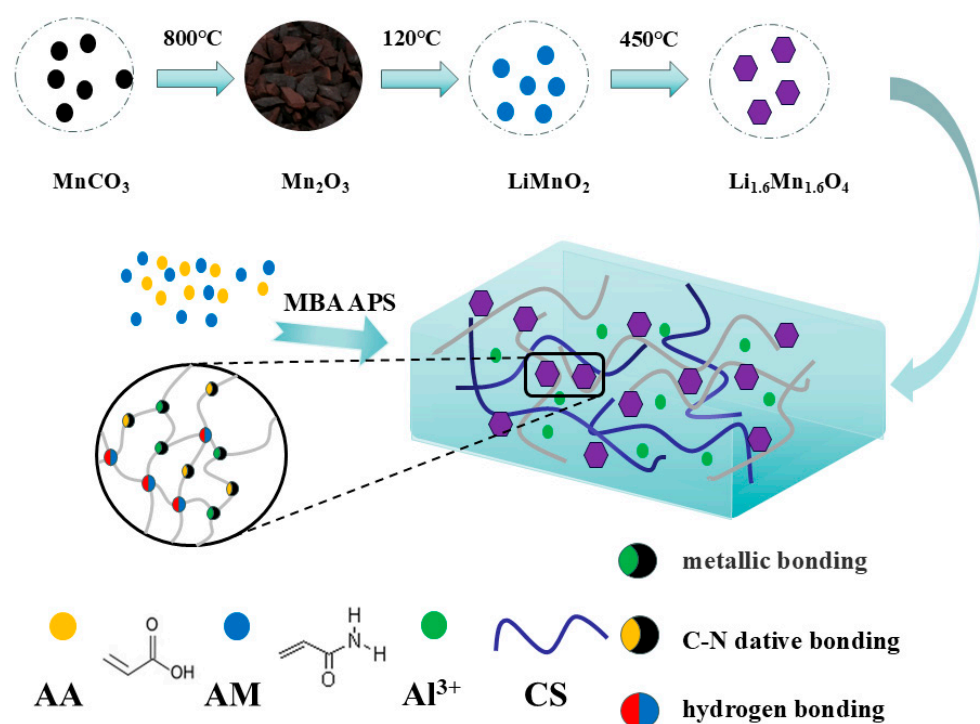 800°C 120°C 450°C
MnCO₃ Mn₂O₃ LiMnO₂ Li₁.₆Mn₁.₆O₄
MBA APS
metallic bonding
C-N dative bonding
hydrogen bonding
O
OH
H
N
H
O
AA AM Al³⁺ CS